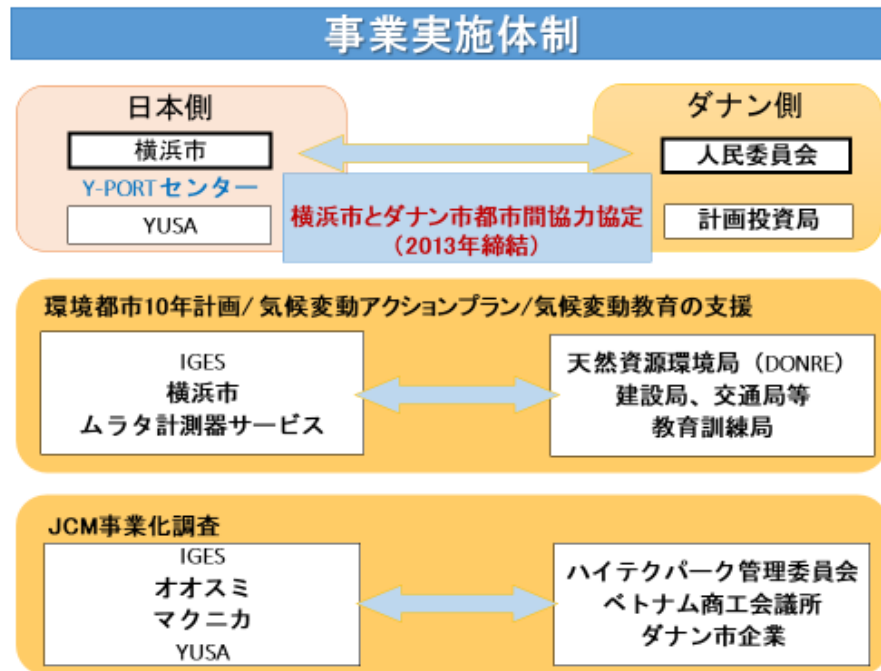 事業実施体制
日本側
横浜市
Y-PORTセンター
YUSA
ダナン側
人民委員会
計画投資局
横浜市とダナン市都市間協力協定
（2013年締結）
環境都市10年計画/ 気候変動アクションプラン/気候変動教育の支援
IGES
横浜市
ムラタ計測器サービス
天然資源環境局（DONRE）
建設局、交通局等
教育訓練局
JCM事業化調査
IGES
オオスミ
マクニカ
YUSA
ハイテクパーク管理委員会
ベトナム商工会議所
ダナン市企業